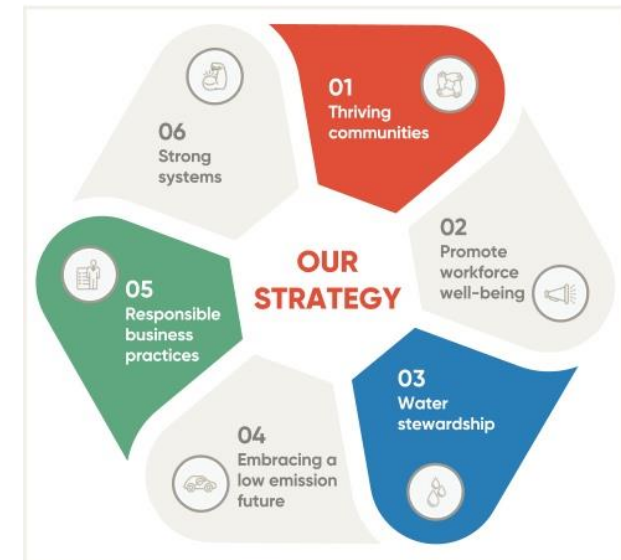 OUR
STRATEGY
01
Thriving
communities
02
Promote
workforce
well-being
03
Water
stewardship
04
Embracing a
low emission
future
05
Responsible
business
practices
06
Strong
systems